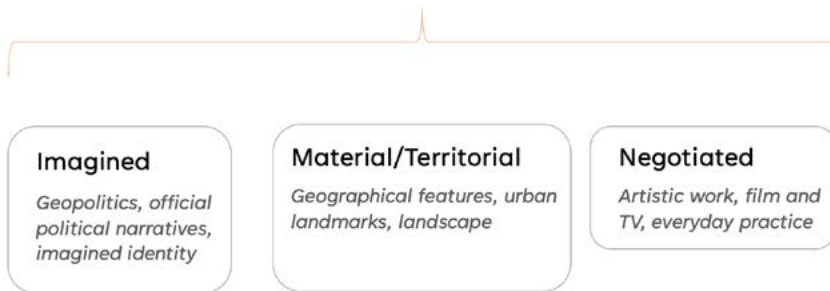 Imagined
Geopolitics, official
political narratives,
imagined identity
Material/Territorial
Geographical features, urban
landmarks, landscape
Negotiated
Artistic work, film and
TV, everyday practice